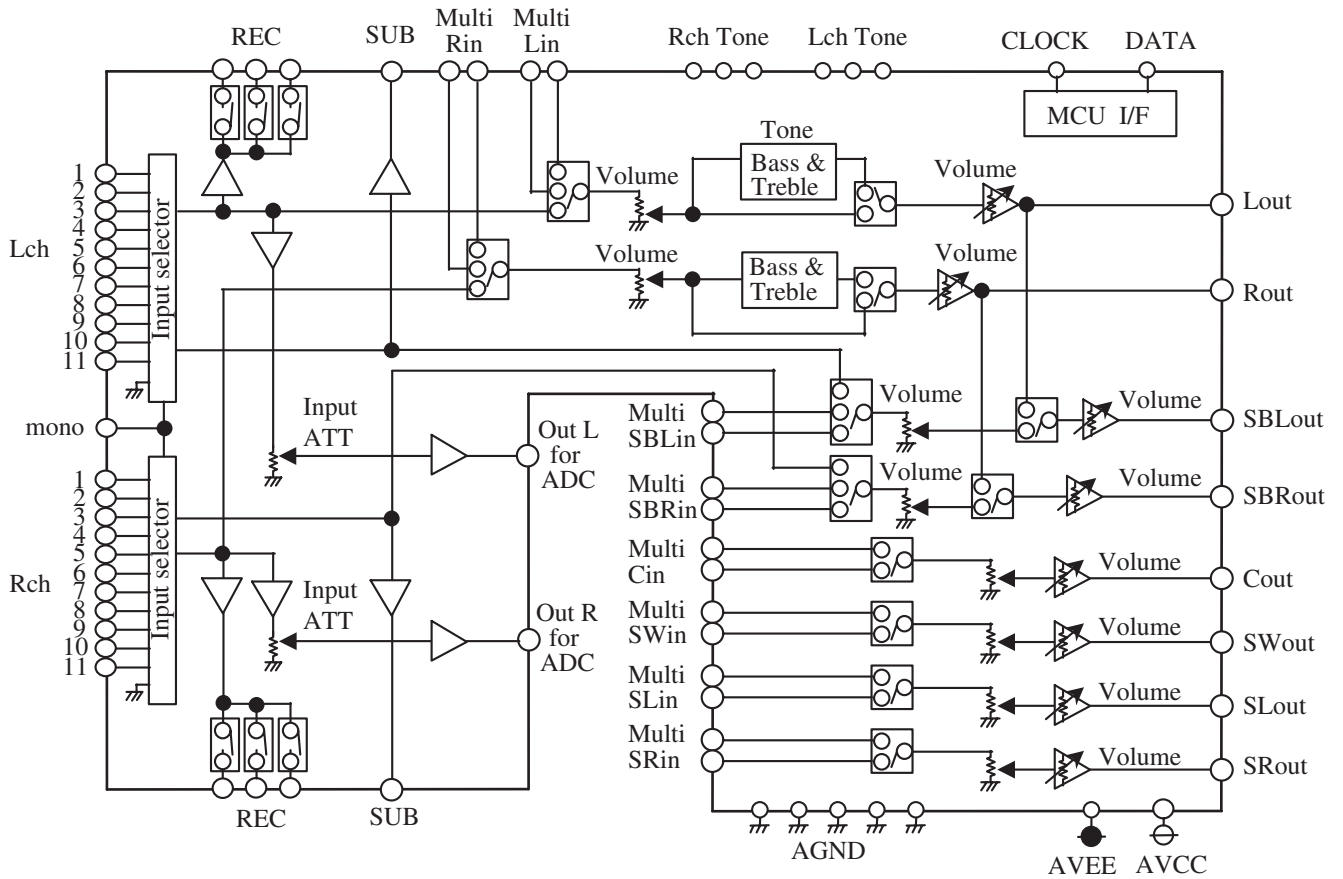 REC
SUB
Multi
Rin
Multi
Lin
Rch Tone
Lch Tone
CLOCK
DATA
MCU I/F
Tone
Bass &
Treble
Volume
Volume
Lout
1
2
3
4
5
6
7
8
9
10
11
Lch
Input selector
Volume
Bass &
Treble
Volume
Rout
mono
Input
ATT
Out L
for
ADC
Multi
SBLin
Volume
Volume
SBLout
1
2
3
4
5
6
7
8
9
10
11
Rch
Input selector
Multi
SBRin
Volume
Volume
SBRout
Input
ATT
Out R
for
ADC
Multi
Cin
Volume
Cout
Multi
SWin
Volume
SWout
Multi
SLin
Volume
SLout
Multi
SRin
Volume
SRout
REC
SUB
AGND
AVEE
AVCC